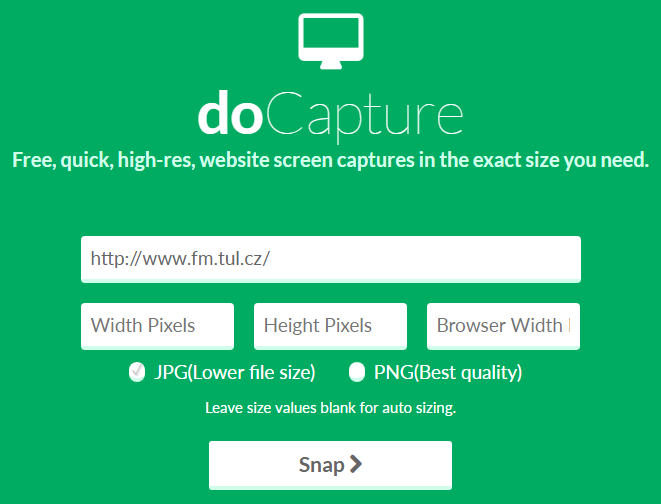 doCapture
Free, quick, high-res, website screen captures in the exact size you need.
http://www.fm.tul.cz/
Width Pixels Height Pixels Browser Width
JPG(Lower file size) PNG(Best quality)
Leave size values blank for auto sizing.
Snap